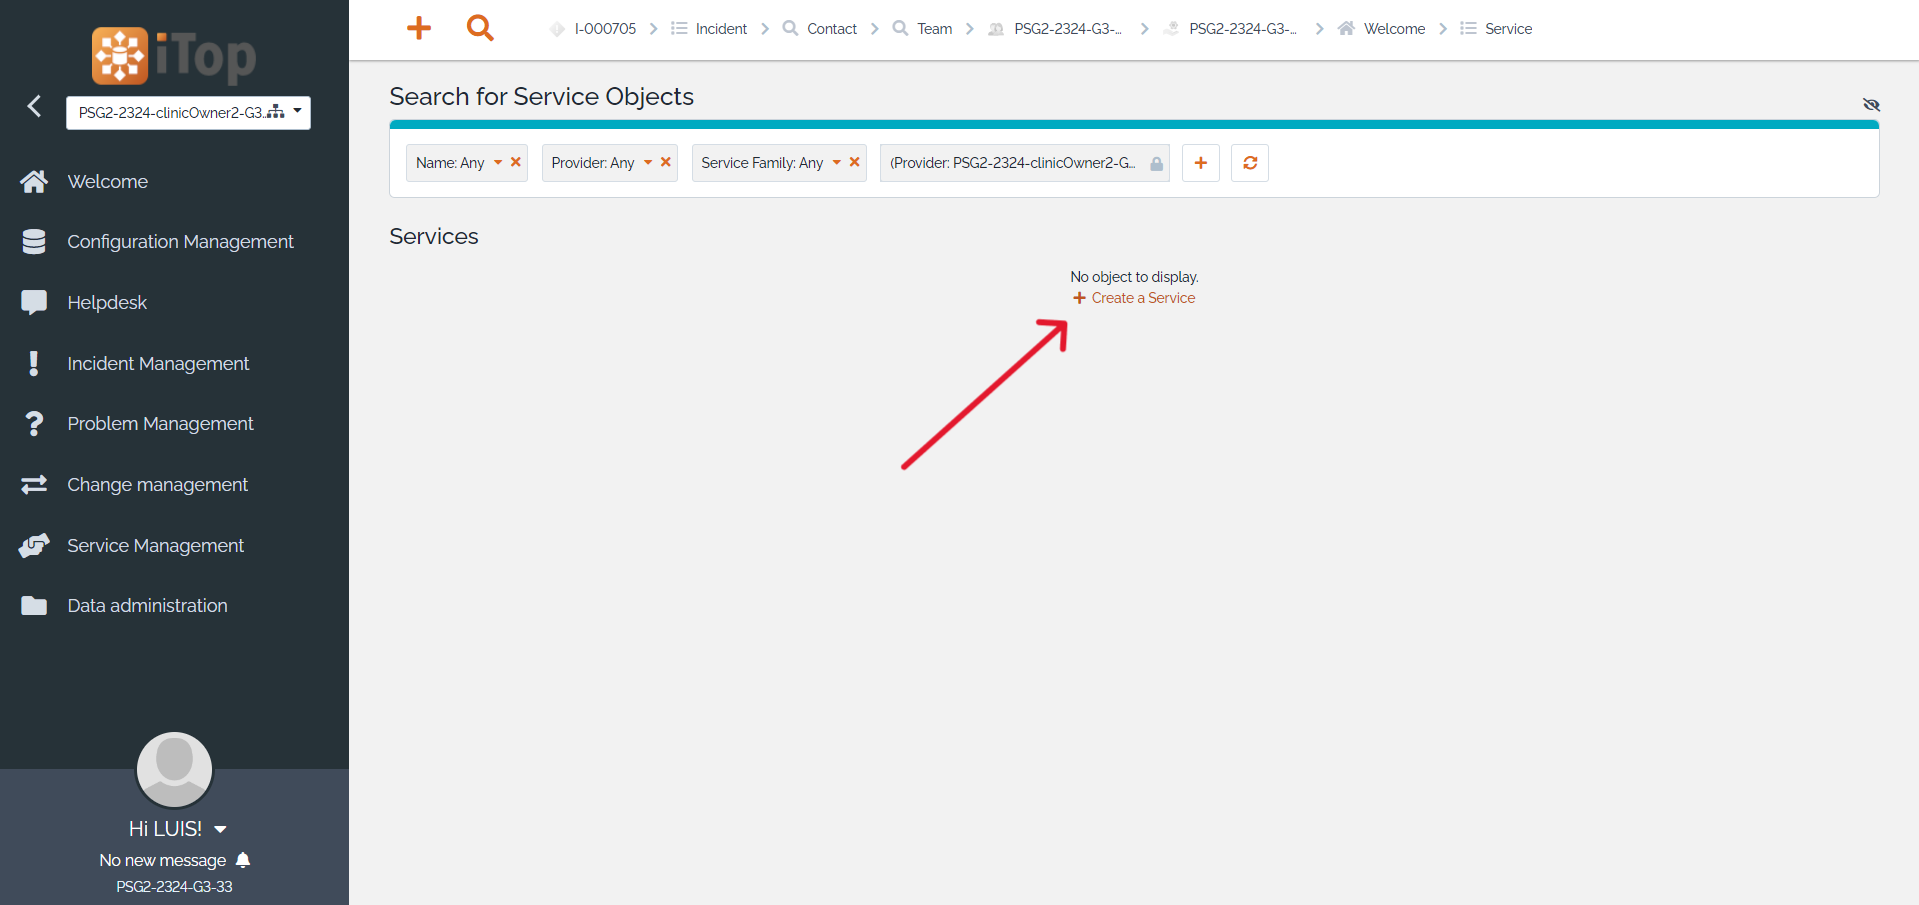 iTop
PSG2-2324-clinicOwner2-G3...
Welcome
Configuration Management
Helpdesk
Incident Management
Problem Management
Change management
Service Management
Data administration
Hi LUIS!
No new message
PSG2-2324-G3-33
I-000705 Incident Contact Team PSG2-2324-G3-... PSG2-2324-G3-... Welcome Service
Search for Service Objects
Name: Any Provider: Any Service Family: Any (Provider: PSG2-2324-clinicOwner2-G...
Services
No object to display.
Create a Service